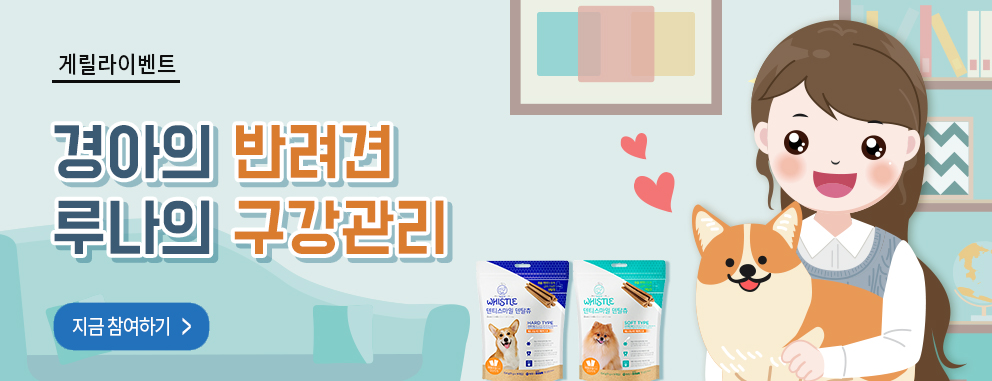 게릴라이벤트
경아의 반려견
루나의 구강관리
지금 참여하기 >
WHISTLE
덴티스마일 덴탈츄
HARD TYPE
WHISTLE
덴티스마일 덴탈츄
SOFT TYPE